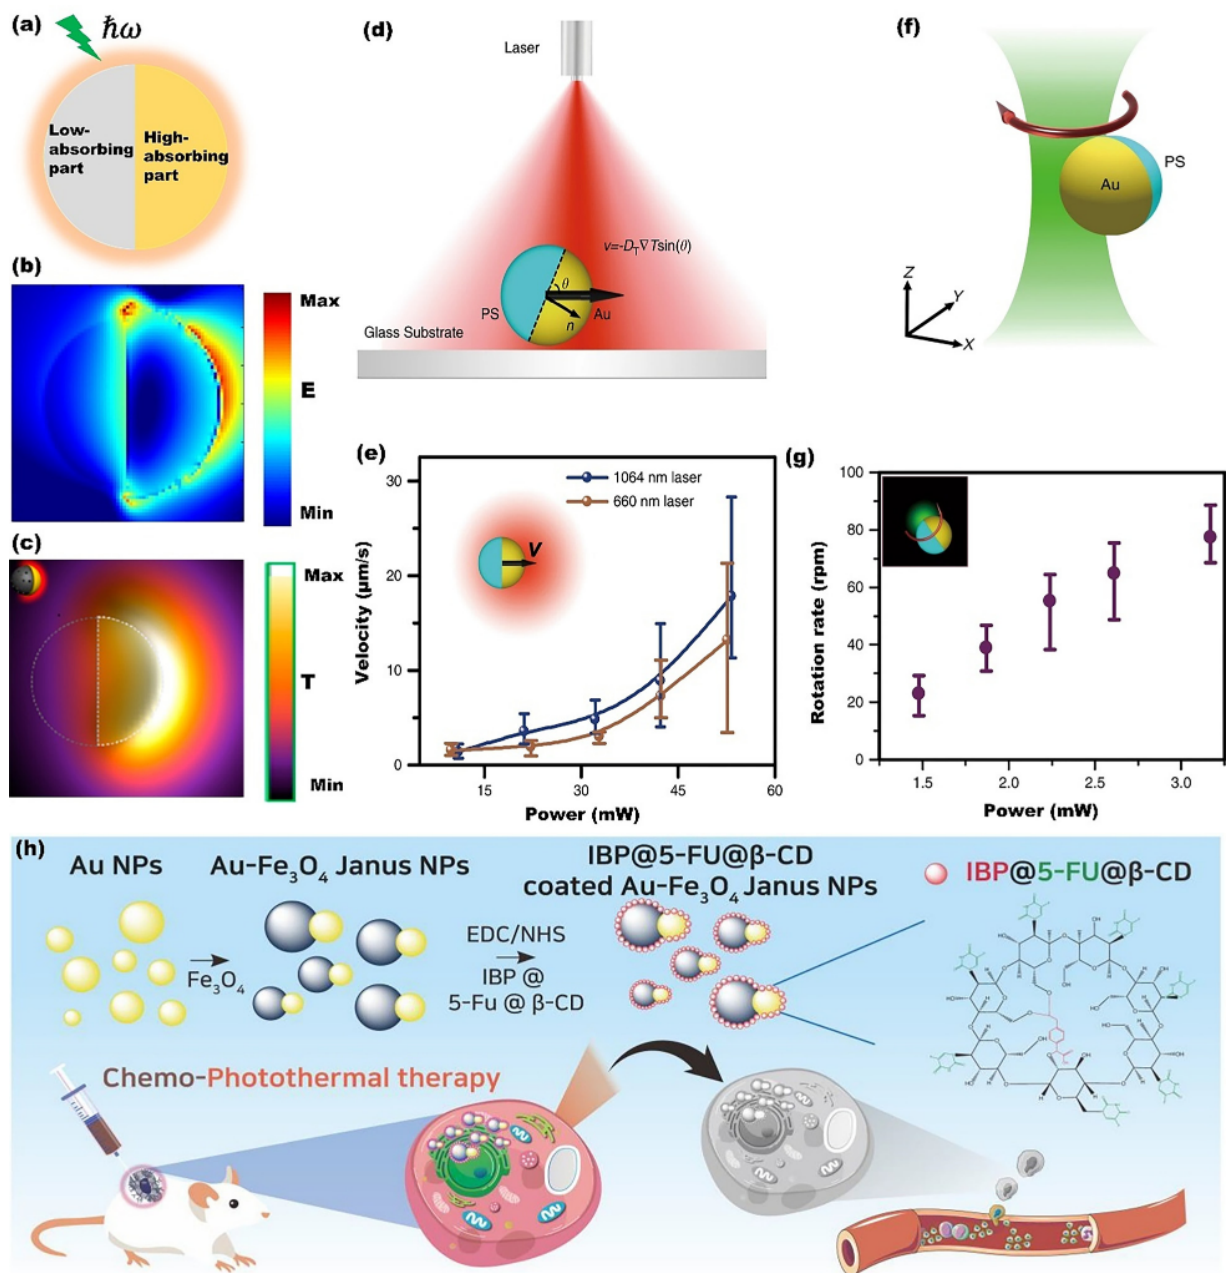 (a)
ℏω
Low-
absorbing
part
High-
absorbing
part
(b)
Max
E
Min
(c)
Max
T
Min
(d)
Laser
v=-D_T∇Tsin(θ)
θ
PS
n
Au
Glass Substrate
(e)
Velocity (μm/s)
30
20
10
0
1064 nm laser
660 nm laser
V
15
30
45
60
Power (mW)
(f)
Au
PS
Z
Y
X
(g)
Rotation rate (rpm)
100
80
60
40
20
0
1.5
2.0
2.5
3.0
Power (mW)
(h)
Au NPs
Fe₃O₄
Au-Fe₃O₄ Janus NPs
EDC/NHS
IBP @
5-Fu @ β-CD
IBP@5-FU@β-CD
coated Au-Fe₃O₄ Janus NPs
IBP@5-FU@β-CD
Chemo-Photothermal therapy